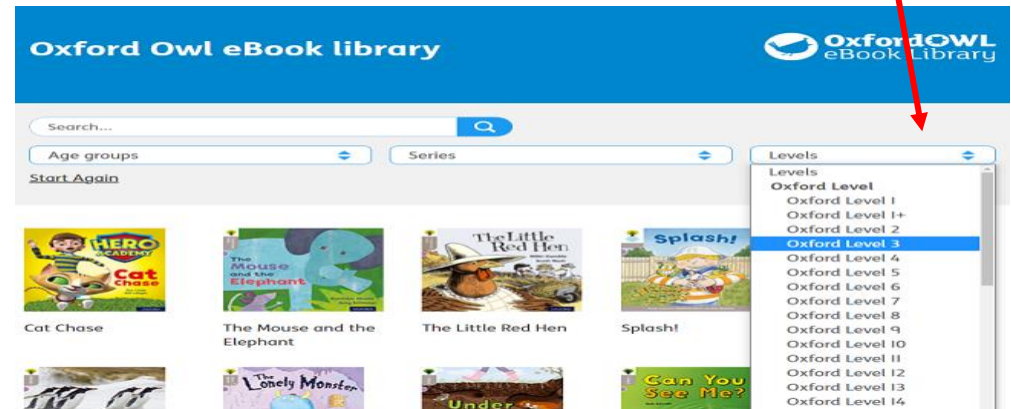 Oxford Owl eBook library
OxfordOWL
eBook Library
Search...
Age groups
Series
Levels
Start Again
Levels
Oxford Level
Oxford Level 1
Oxford Level 1+
Oxford Level 2
Oxford Level 3
Oxford Level 4
Oxford Level 5
Oxford Level 6
Oxford Level 7
Oxford Level 8
Oxford Level 9
Oxford Level 10
Oxford Level 11
Oxford Level 12
Oxford Level 13
Oxford Level 14
HERO
ACADEMY
Cat
Chase
The
Mouse
and the
Elephant
The Little
Red Hen
Splash!
Cat Chase
The Mouse and the
Elephant
The Little Red Hen
Splash!
The
Lonely Monster
Under
Can You
See Me?